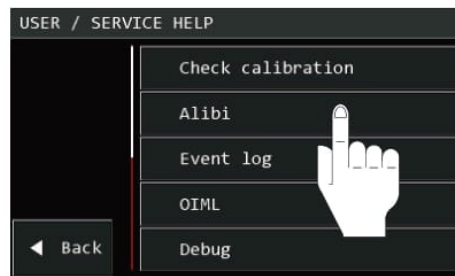 USER / SERVICE HELP
Check calibration
Alibi
Event log
OIML
Debug
◀ Back